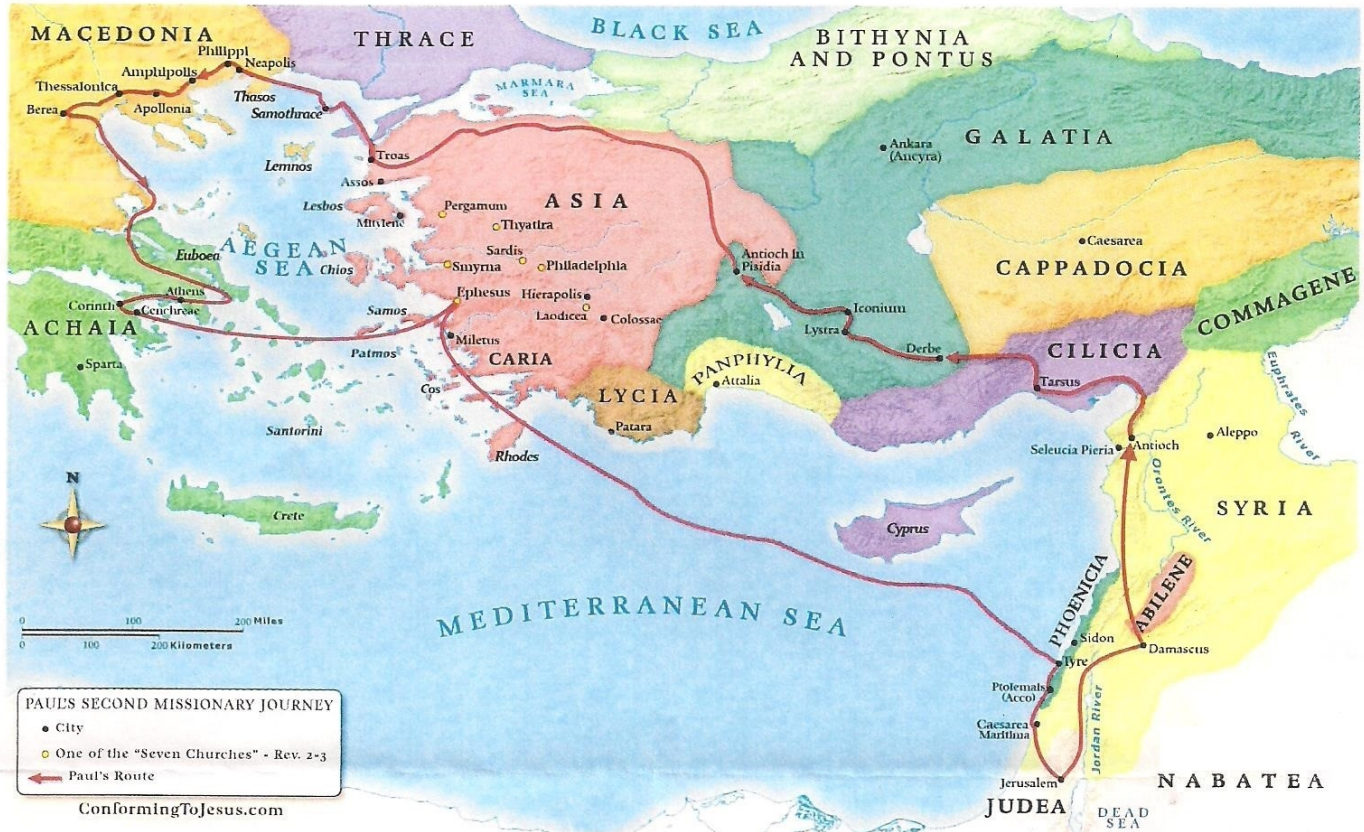 BLACK SEA
MACEDONIA
THRACE
BITHYNIA
AND PONTUS
Philippi
Neapolis
Amphipolis
Thessalonica
Apollonia
Berea
Thasos
Samothrace
MARMARA
SEA
GALATIA
Ankara
(Ancyra)
Lemnos
Troas
Assos
Lesbos
Mitylene
Pergamum
ASIA
Thyatira
Sardis
Philadelphia
Smyrna
AEGEAN
SEA
Euboea
Chios
Antioch In
Pisidia
Caesarea
CAPPADOCIA
COMMAGENE
Athens
Corinth
Cenchreae
ACHAIA
Sparta
Samos
Patmos
Ephesus
Hierapolis
Laodicea
Colossae
Miletus
CARIA
Iconium
Lystra
Derbe
CILICIA
Tarsus
PANPHYLIA
Attalia
LYCIA
Patara
Cos
Santorini
Rhodes
Euphrates
River
Aleppo
Seleucia Pieria
Antioch
Orontes River
SYRIA
N
Crete
Cyprus
MEDITERRANEAN SEA
PHOENICIA
ABILENE
Sidon
Tyre
Damascus
Ptolemais
(Acco)
Caesarea
Maritima
Jordan River
Jerusalem
JUDEA
NABATEA
DEAD
SEA
0 200 Miles
0 100 200 Kilometers
PAUL'S SECOND MISSIONARY JOURNEY
City
One of the "Seven Churches" - Rev. 2-3
Paul's Route
ConformingToJesus.com